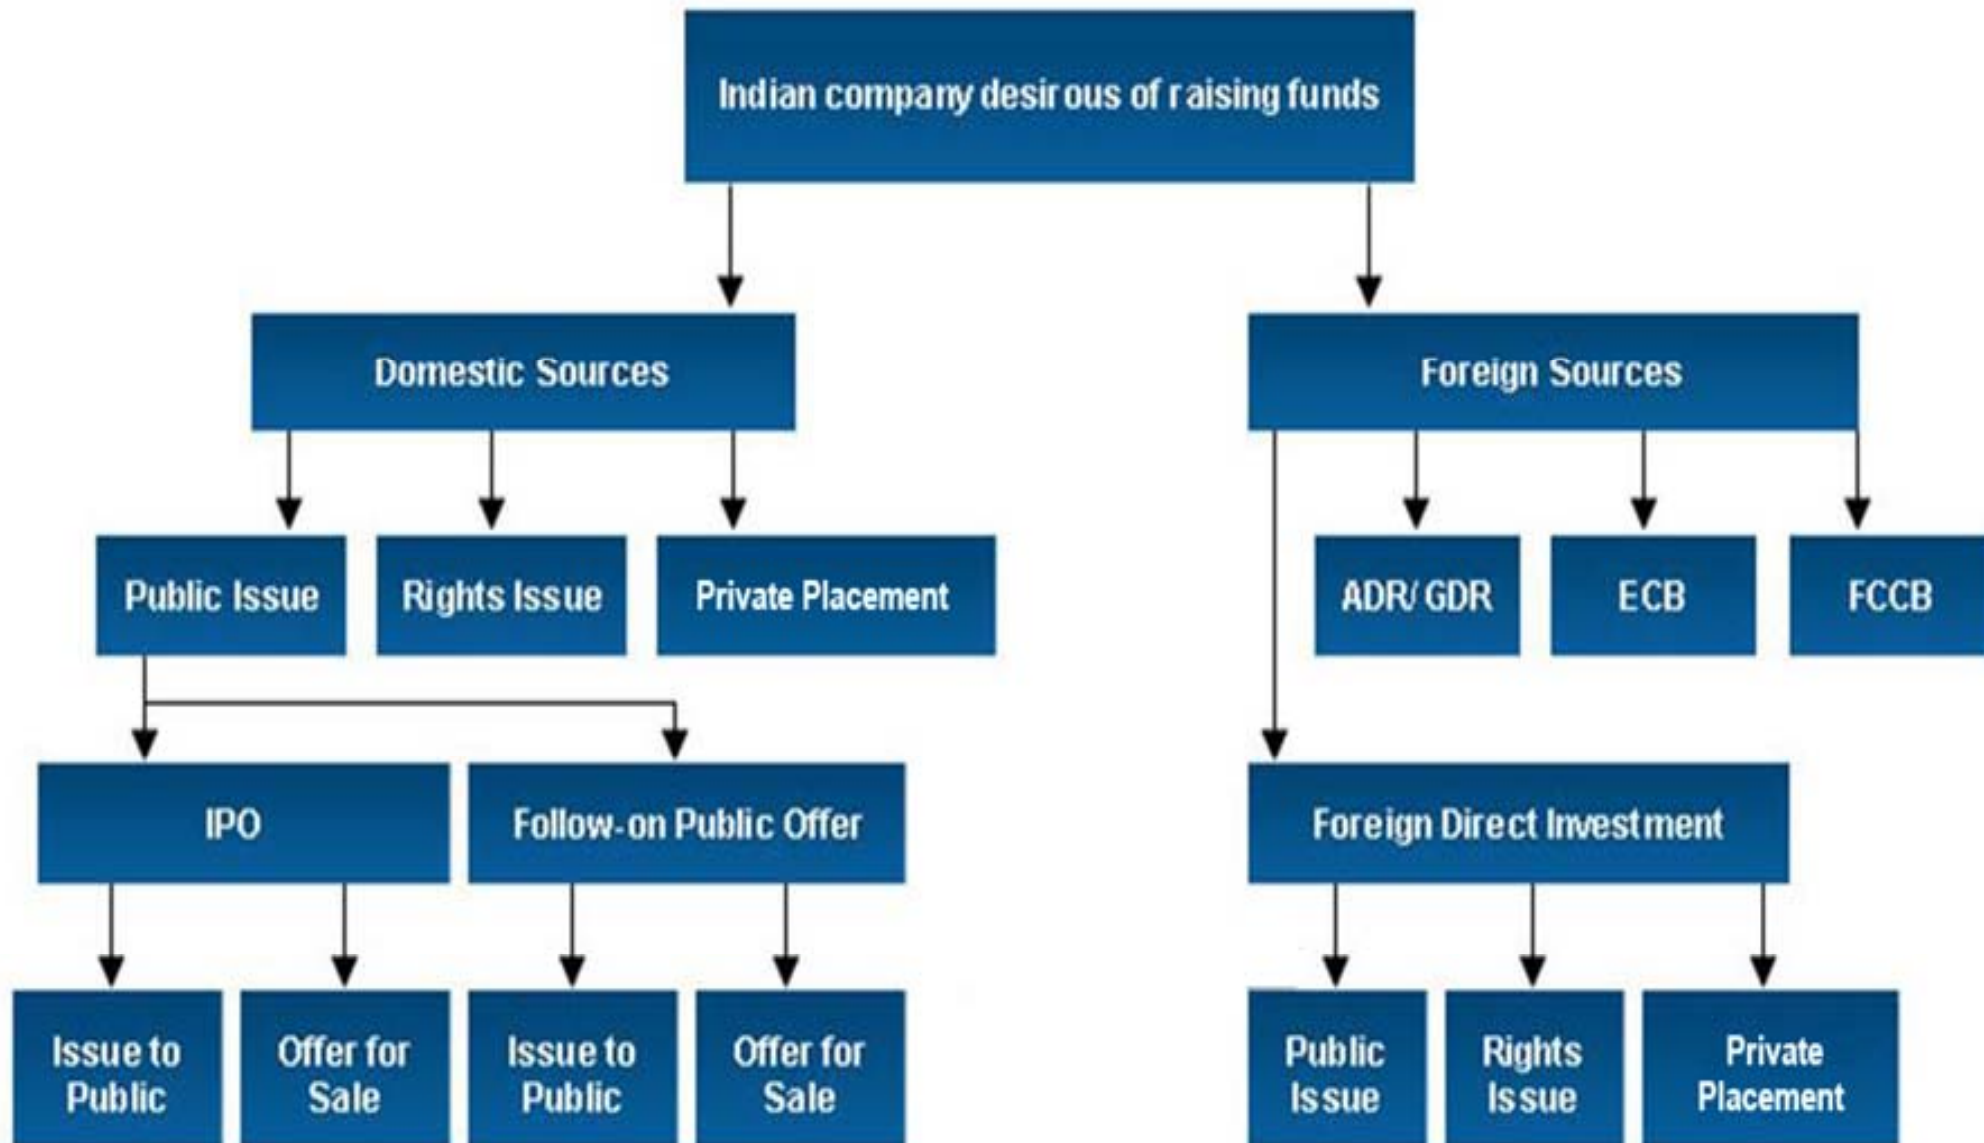 Indian company desirous of raising funds
Domestic Sources
Foreign Sources
Public Issue
Rights Issue
Private Placement
ADR/GDR
ECB
FCCB
IPO
Follow-on Public Offer
Foreign Direct Investment
Issue to
Public
Offer for
Sale
Issue to
Public
Offer for
Sale
Public
Issue
Rights
Issue
Private
Placement